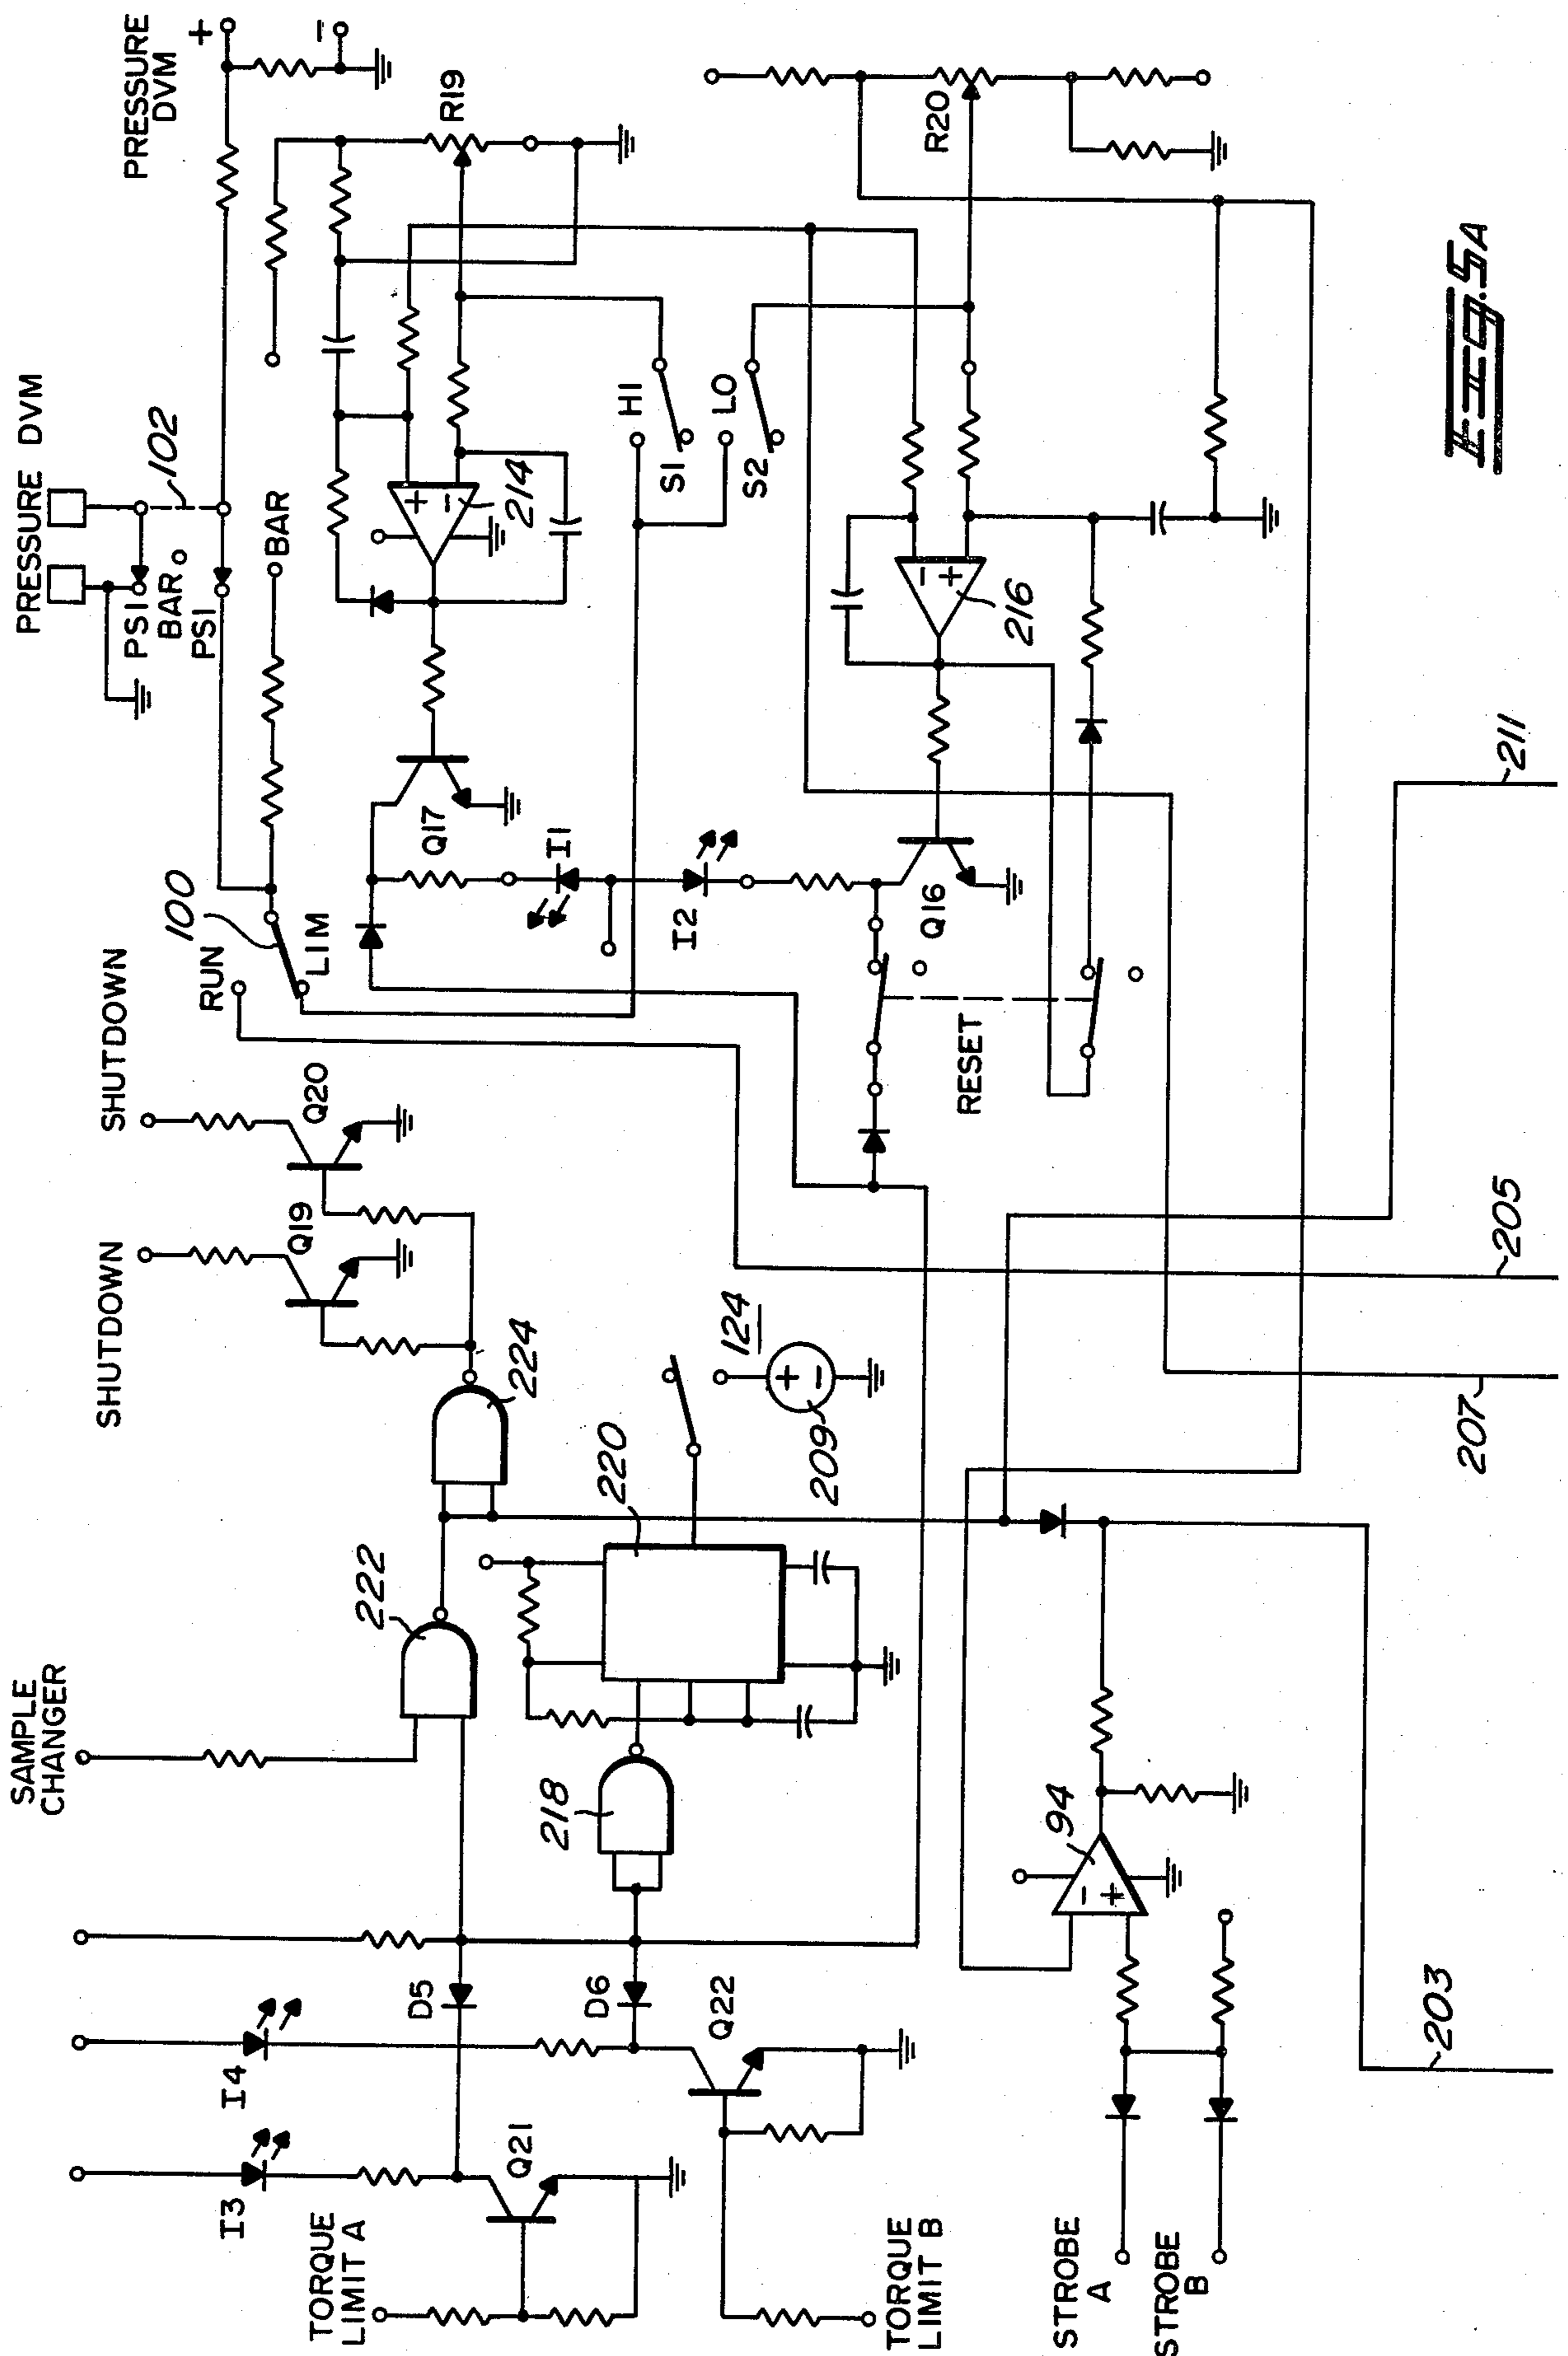 PRESSURE DVM
PRESSURE
DVM
+
−
PSI
BAR
PSI
102
BAR
100
RUN
LIM
SHUTDOWN
SHUTDOWN
Q20
Q19
R19
+
−
214
HI
S1
LO
S2
Q17
I1
I2
R20
−
+
216
Q16
RESET
224
222
220
124
+
−
209
SAMPLE
CHANGER
218
D5
D6
I4
I3
Q21
Q22
TORQUE
LIMIT A
TORQUE
LIMIT B
94
−
+
STROBE
A
STROBE
B
203
207
205
211
Fig. 5A